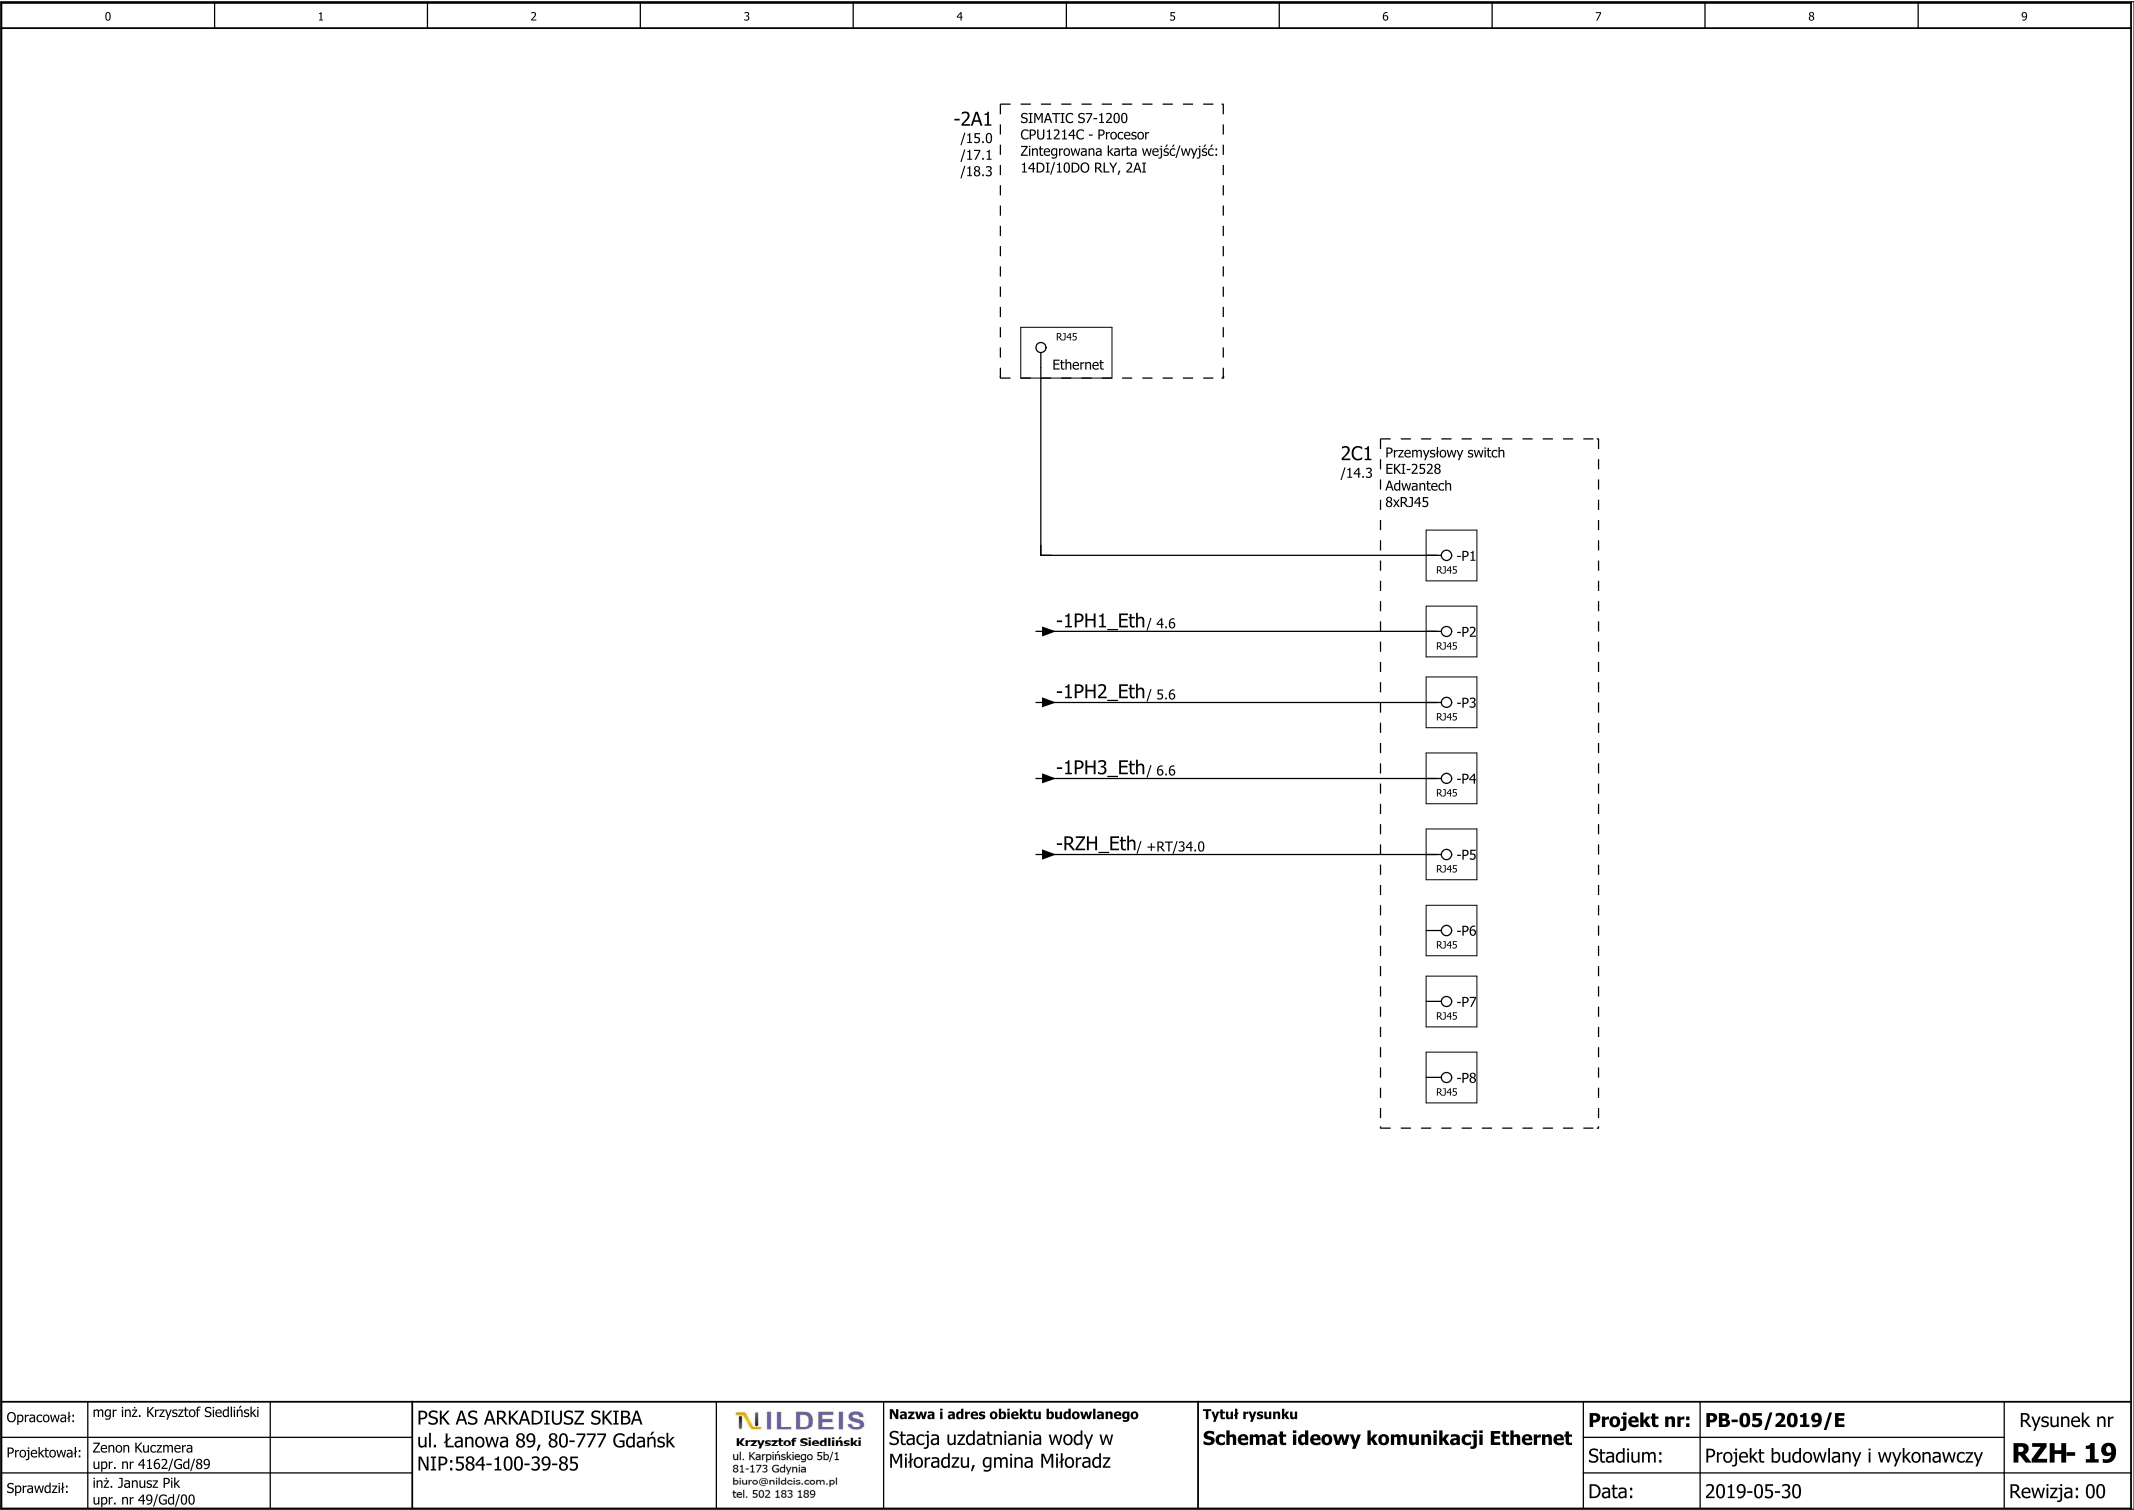 0 1 2 3 4 5 6 7 8 9
-2A1
/15.0
/17.1
/18.3
SIMATIC S7-1200
CPU1214C - Procesor
Zintegrowana karta wejść/wyjść:
14DI/10DO RLY, 2AI
RJ45
Ethernet
2C1
/14.3
Przemysłowy switch
EKI-2528
Adwantech
8xRJ45
-P1
RJ45
-1PH1_Eth/ 4.6
-P2
RJ45
-1PH2_Eth/ 5.6
-P3
RJ45
-1PH3_Eth/ 6.6
-P4
RJ45
-RZH_Eth/ +RT/34.0
-P5
RJ45
-P6
RJ45
-P7
RJ45
-P8
RJ45
Opracował: mgr inż. Krzysztof Siedliński
Projektował: Zenon Kuczmera
upr. nr 4162/Gd/89
Sprawdził: inż. Janusz Pik
upr. nr 49/Gd/00
PSK AS ARKADIUSZ SKIBA
ul. Łanowa 89, 80-777 Gdańsk
NIP:584-100-39-85
NILDEIS
Krzysztof Siedliński
ul. Karpińskiego 5b/1
81-173 Gdynia
biuro@nildcis.com.pl
tel. 502 183 189
Nazwa i adres obiektu budowlanego
Stacja uzdatniania wody w
Miłoradzu, gmina Miłoradz
Tytuł rysunku
Schemat ideowy komunikacji Ethernet
Projekt nr: PB-05/2019/E
Stadium: Projekt budowlany i wykonawczy
Data: 2019-05-30
Rysunek nr
RZH- 19
Rewizja: 00